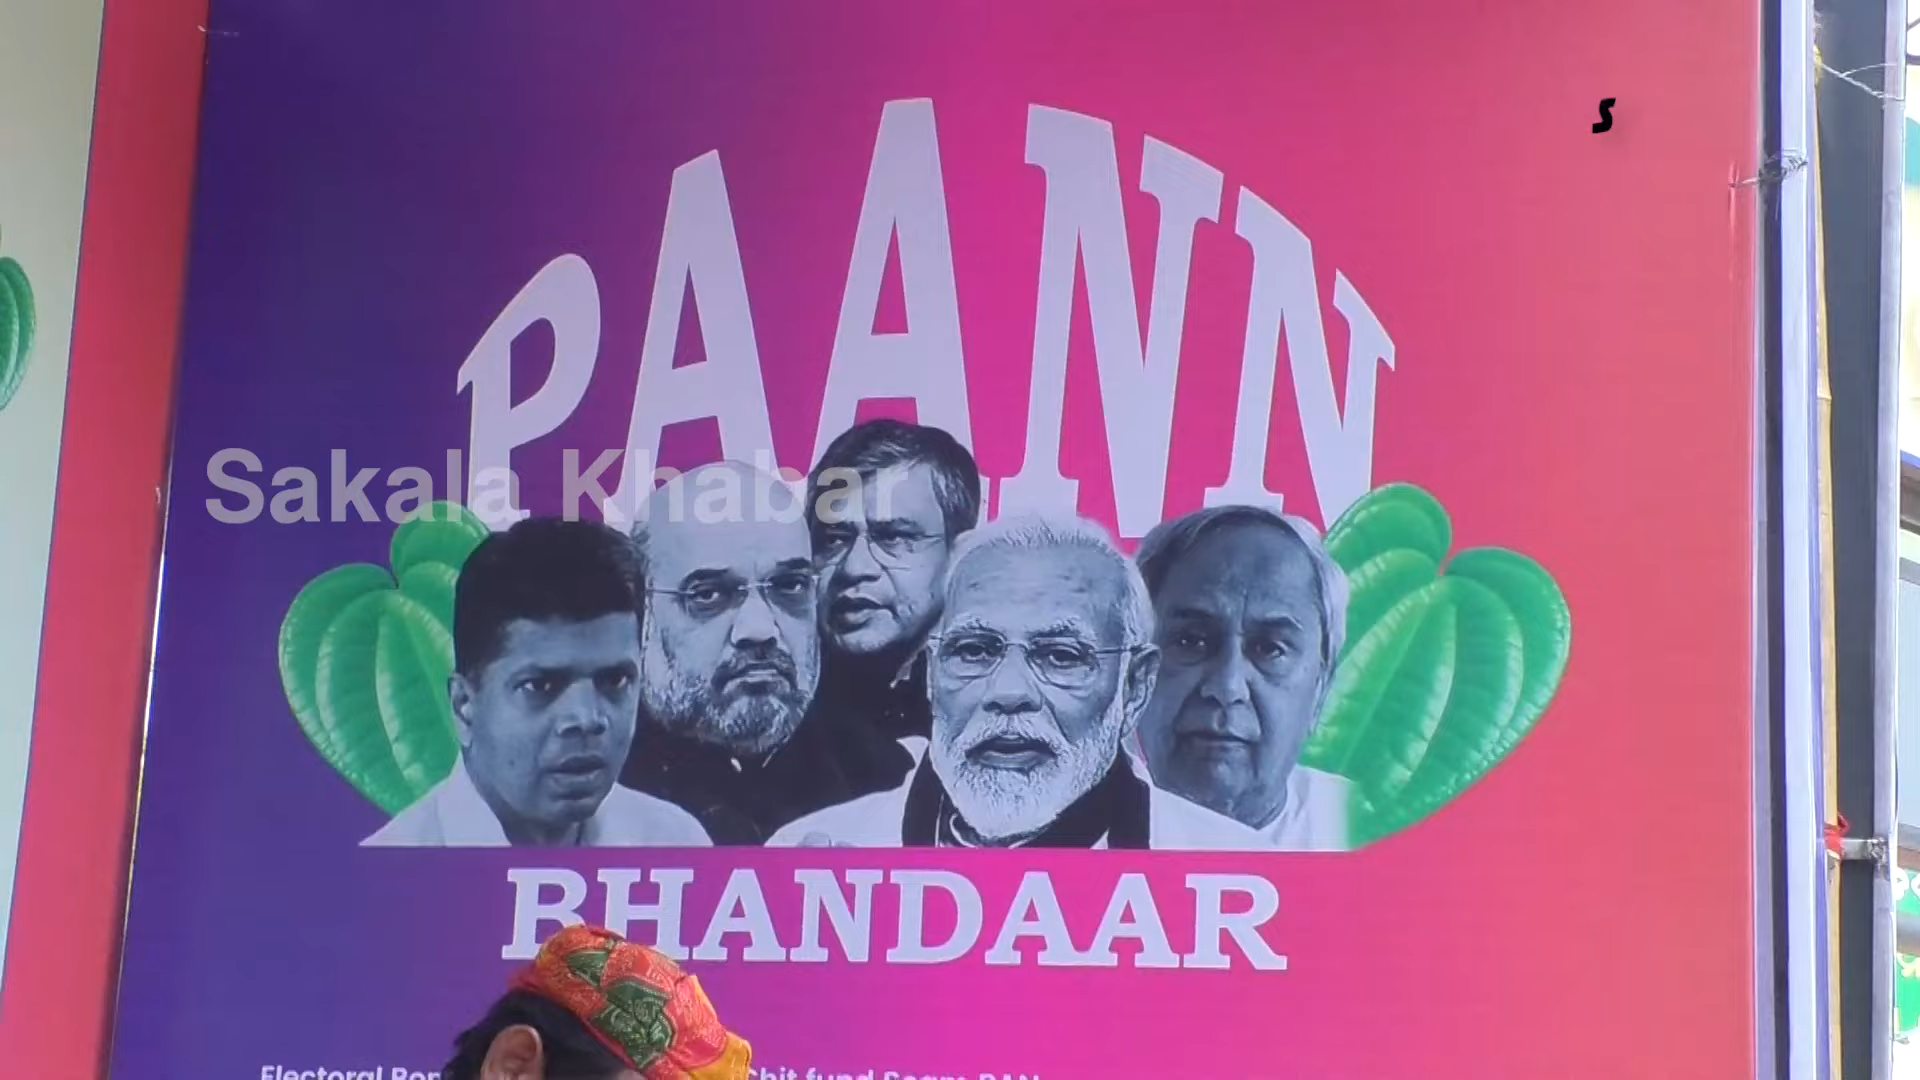 S
PAANN
Sakala Khabar
BHANDAAR
Electoral Bon Chit fund Scam PAN